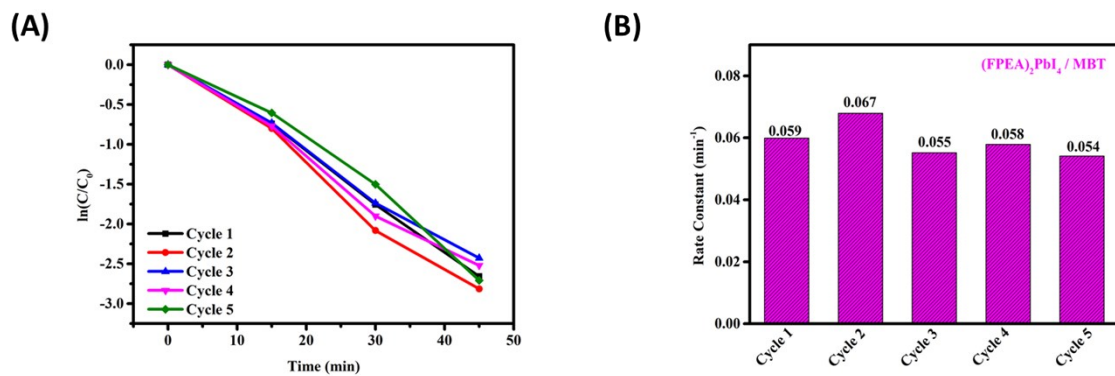 (A)
0.0
-0.5
-1.0
-1.5
-2.0
-2.5
-3.0
ln(C/C₀)
Cycle 1
Cycle 2
Cycle 3
Cycle 4
Cycle 5
0
10
20
30
40
50
Time (min)
(B)
(FPEA)₂PbI₄ / MBT
0.08
0.06
0.04
0.02
0.00
Rate Constant (min⁻¹)
0.059
0.067
0.055
0.058
0.054
Cycle 1
Cycle 2
Cycle 3
Cycle 4
Cycle 5